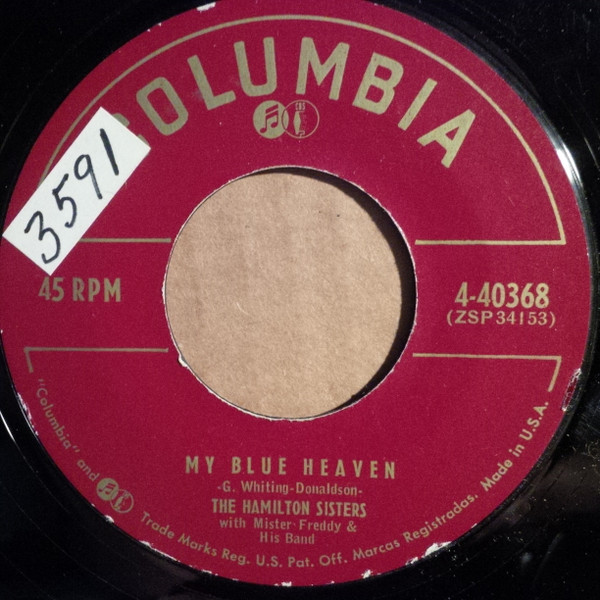 COLUMBIA
CBS
3591
45 RPM
4-40368
(ZSP 34153)
MY BLUE HEAVEN
-G. Whiting-Donaldson-
THE HAMILTON SISTERS
with Mister Freddy &
His Band
"Columbia" and Trade Marks Reg. U.S. Pat. Off. Marcas Registradas. Made in U.S.A.